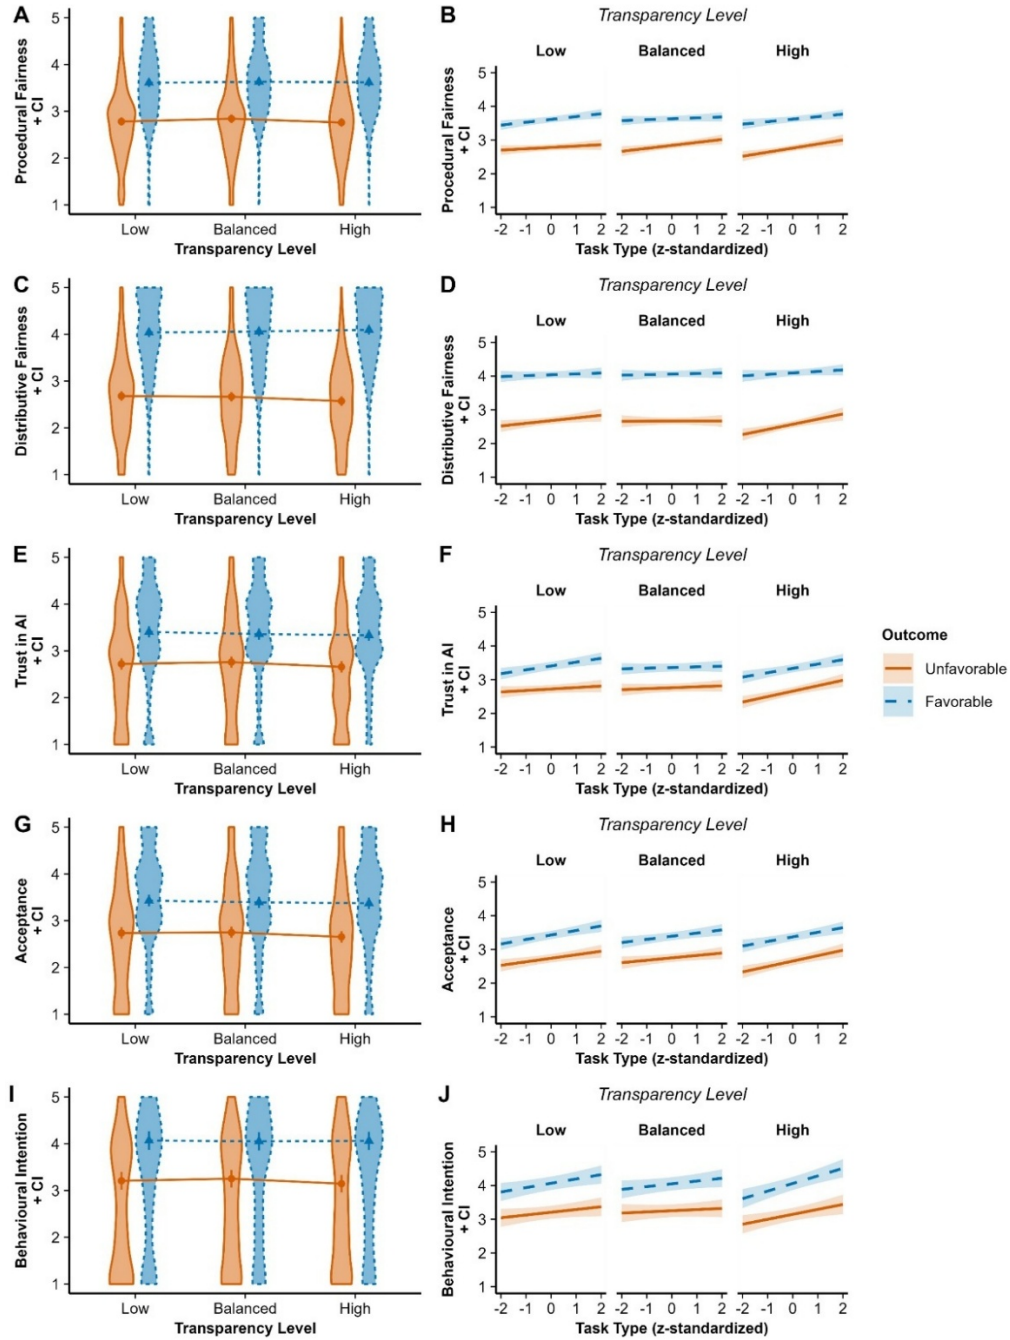 A
Procedural Fairness
+ CI
5
4
3
2
1
Low
Balanced
High
Transparency Level
B
Transparency Level
Low
Balanced
High
Procedural Fairness
+ CI
5
4
3
2
1
-2 -1 0 1 2
-2 -1 0 1 2
-2 -1 0 1 2
Task Type (z-standardized)
C
Distributive Fairness
+ CI
5
4
3
2
1
Low
Balanced
High
Transparency Level
D
Transparency Level
Low
Balanced
High
Distributive Fairness
+ CI
5
4
3
2
1
-2 -1 0 1 2
-2 -1 0 1 2
-2 -1 0 1 2
Task Type (z-standardized)
E
Trust in AI
+ CI
5
4
3
2
1
Low
Balanced
High
Transparency Level
F
Transparency Level
Low
Balanced
High
Trust in AI
+ CI
5
4
3
2
1
-2 -1 0 1 2
-2 -1 0 1 2
-2 -1 0 1 2
Task Type (z-standardized)
Outcome
Unfavorable
Favorable
G
Acceptance
+ CI
5
4
3
2
1
Low
Balanced
High
Transparency Level
H
Transparency Level
Low
Balanced
High
Acceptance
+ CI
5
4
3
2
1
-2 -1 0 1 2
-2 -1 0 1 2
-2 -1 0 1 2
Task Type (z-standardized)
I
Behavioural Intention
+ CI
5
4
3
2
1
Low
Balanced
High
Transparency Level
J
Transparency Level
Low
Balanced
High
Behavioural Intention
+ CI
5
4
3
2
1
-2 -1 0 1 2
-2 -1 0 1 2
-2 -1 0 1 2
Task Type (z-standardized)